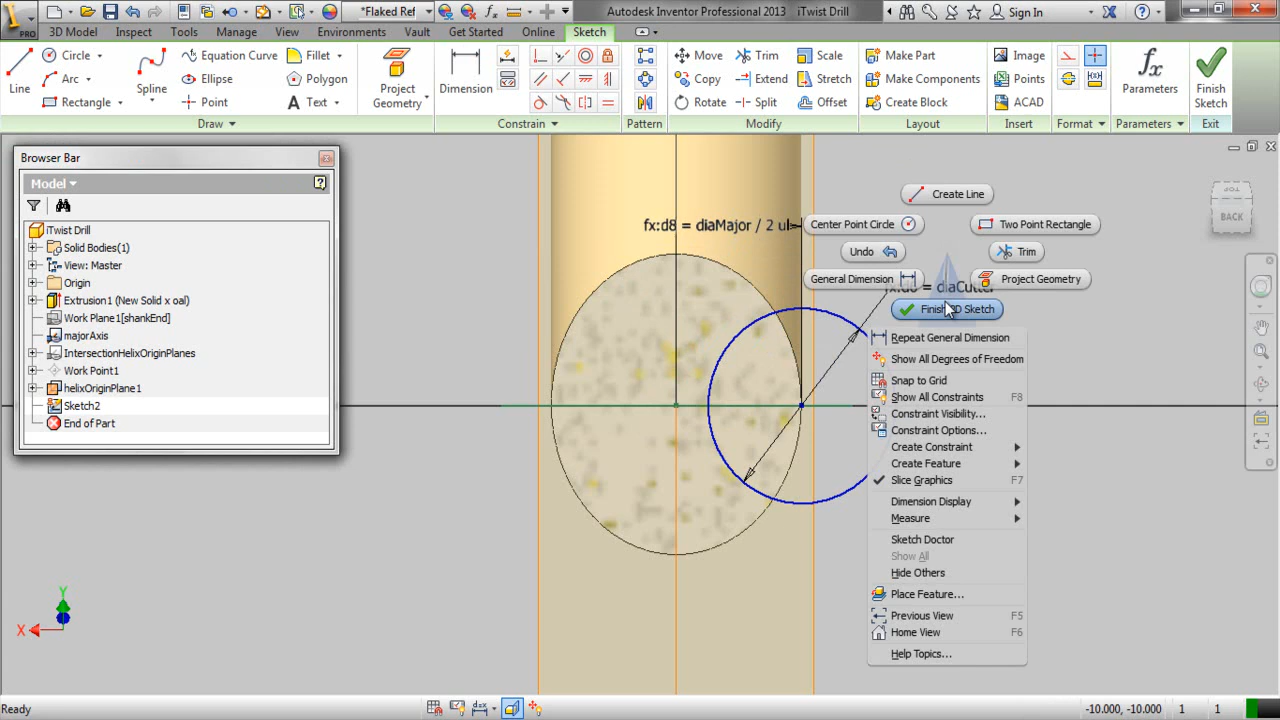 PRO
*Flaked Ref
Autodesk Inventor Professional 2013 iTwist Drill
Sign In
3D Model
Inspect
Tools
Manage
View
Environments
Vault
Get Started
Online
Sketch
Line
Circle
Arc
Rectangle
Spline
Equation Curve
Ellipse
Point
Fillet
Polygon
Text
Project
Geometry
Dimension
Move
Copy
Rotate
Trim
Extend
Split
Scale
Stretch
Offset
Make Part
Make Components
Create Block
Image
Points
ACAD
Parameters
Finish
Sketch
Draw
Constrain
Pattern
Modify
Layout
Insert
Format
Parameters
Exit
Browser Bar
Model
iTwist Drill
Solid Bodies(1)
View: Master
Origin
Extrusion1 (New Solid x oal)
Work Plane1[shankEnd]
majorAxis
IntersectionHelixOriginPlanes
Work Point1
helixOriginPlane1
Sketch2
End of Part
fx:d8 = diaMajor / 2 ul
BACK
Create Line
Center Point Circle
Two Point Rectangle
Undo
Trim
General Dimension
Project Geometry
= diaCutter
Finish 2D Sketch
Repeat General Dimension
Show All Degrees of Freedom
Snap to Grid
Show All Constraints F8
Constraint Visibility...
Constraint Options...
Create Constraint
Create Feature
Slice Graphics F7
Dimension Display
Measure
Sketch Doctor
Show All
Hide Others
Place Feature...
Previous View F5
Home View F6
Help Topics...
Y
X
Ready
-10.000, -10.000 1 1